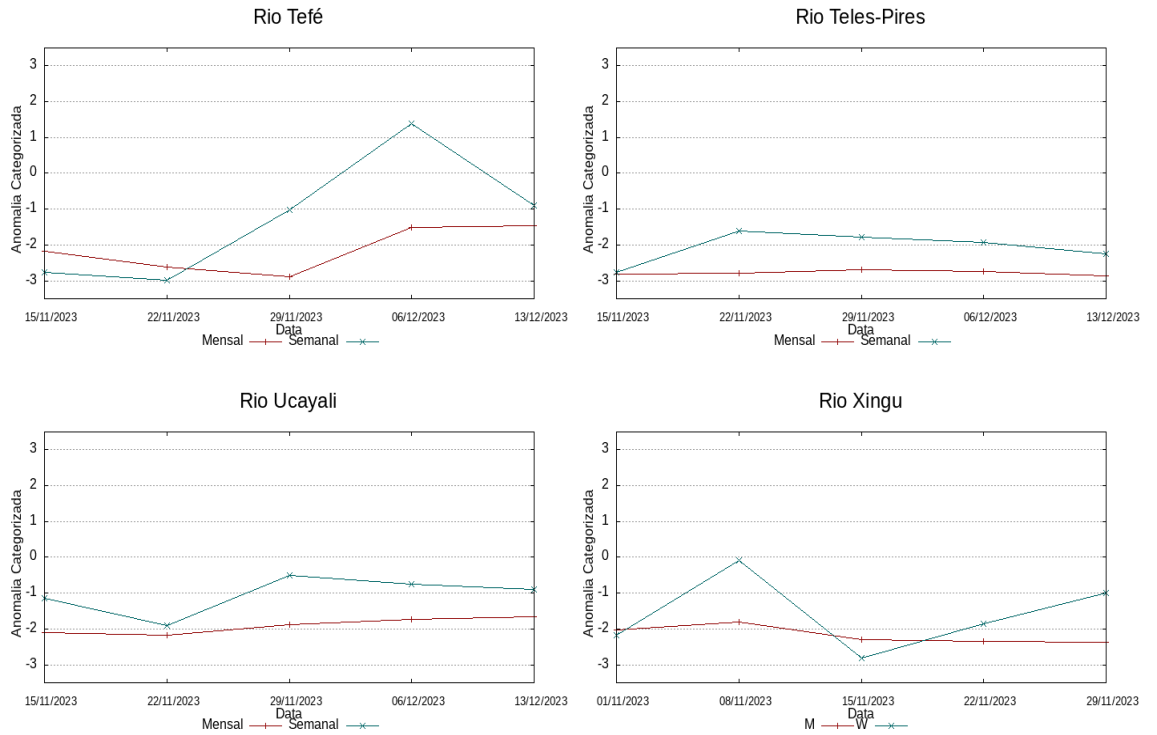 Rio Tefé
Anomalia Categorizada
3
2
1
0
-1
-2
-3
15/11/2023 22/11/2023 29/11/2023 06/12/2023 13/12/2023
Data
Mensal Semanal
Rio Teles-Pires
Anomalia Categorizada
3
2
1
0
-1
-2
-3
15/11/2023 22/11/2023 29/11/2023 06/12/2023 13/12/2023
Data
Mensal Semanal
Rio Ucayali
Anomalia Categorizada
3
2
1
0
-1
-2
-3
15/11/2023 22/11/2023 29/11/2023 06/12/2023 13/12/2023
Data
Mensal Semanal
Rio Xingu
Anomalia Categorizada
3
2
1
0
-1
-2
-3
01/11/2023 08/11/2023 15/11/2023 22/11/2023 29/11/2023
Data
M W